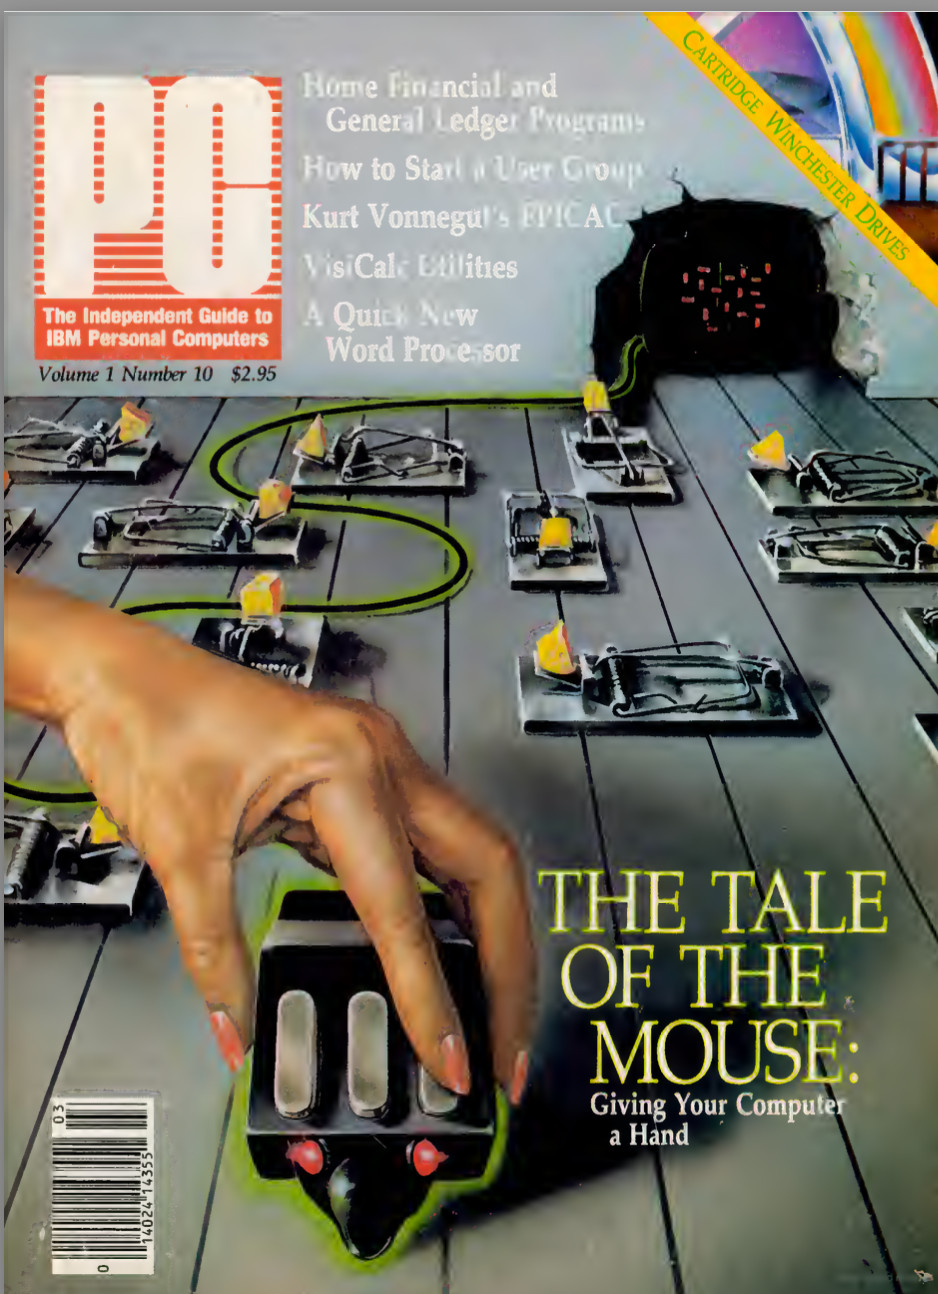 PC
The Independent Guide to
IBM Personal Computers
Volume 1 Number 10 $2.95
Home Financial and
General Ledger Programs
How to Start a User Group
Kurt Vonnegut's EPICAC
VisiCalc Utilities
A Quick New
Word Processor
CARTRIDGE WINCHESTER DRIVES
THE TALE
OF THE
MOUSE:
Giving Your Computer
a Hand
03
0 14024 14355